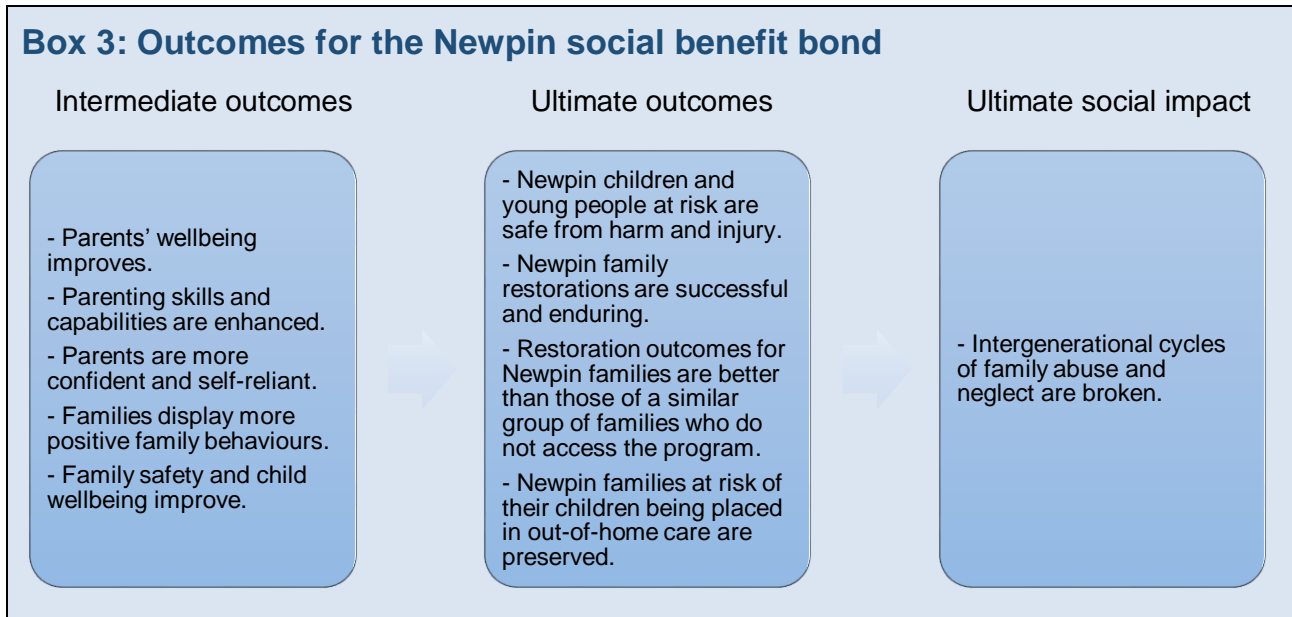 Box 3: Outcomes for the Newpin social benefit bond
Intermediate outcomes
- Parents’ wellbeing
improves.
- Parenting skills and
capabilities are enhanced.
- Parents are more
confident and self-reliant.
- Families display more
positive family behaviours.
- Family safety and child
wellbeing improve.
Ultimate outcomes
- Newpin children and
young people at risk are
safe from harm and injury.
- Newpin family
restorations are successful
and enduring.
- Restoration outcomes for
Newpin families are better
than those of a similar
group of families who do
not access the program.
- Newpin families at risk of
their children being placed
in out-of-home care are
preserved.
Ultimate social impact
- Intergenerational cycles
of family abuse and
neglect are broken.